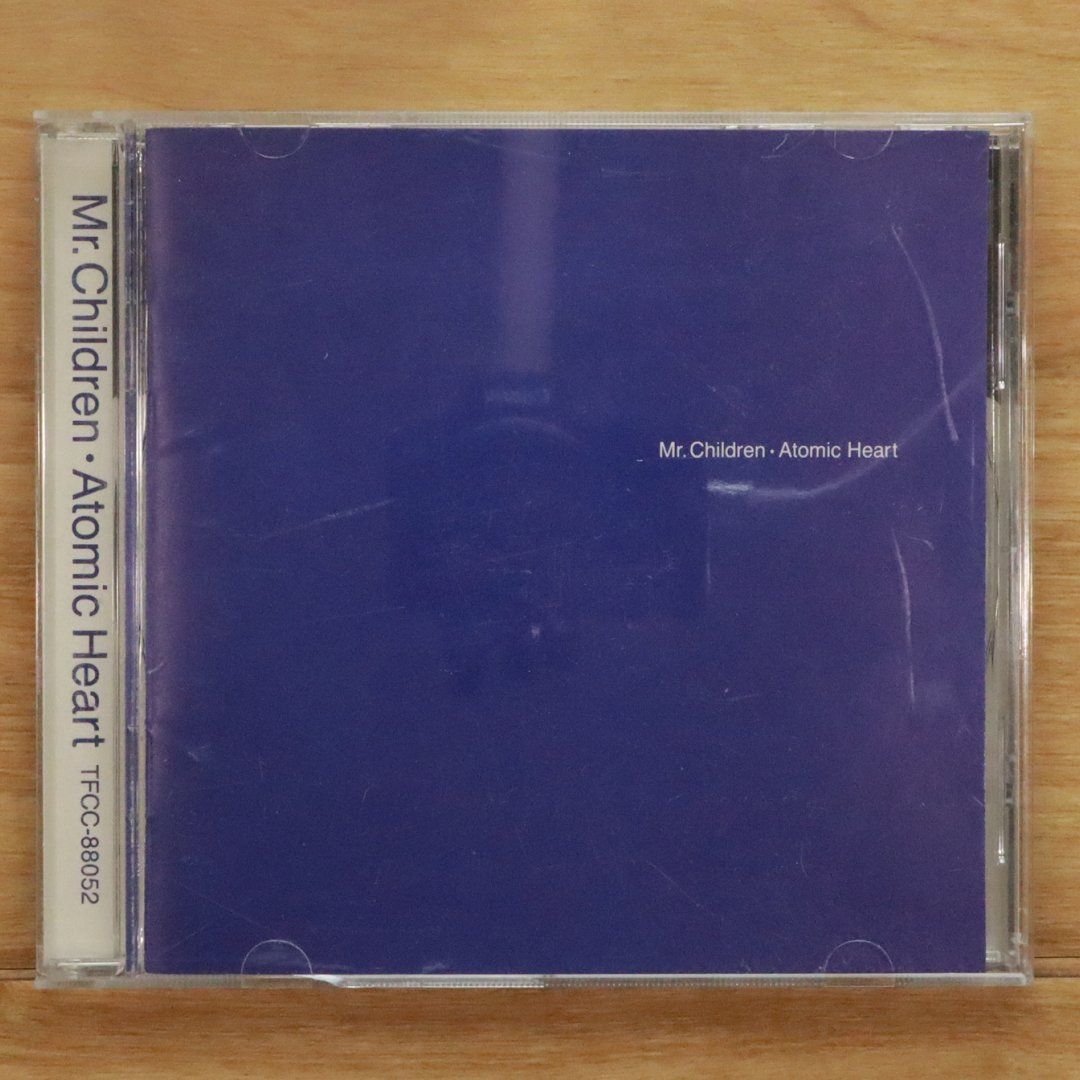 Mr. Children・Atomic Heart TFCC-88052
Mr. Children・Atomic Heart